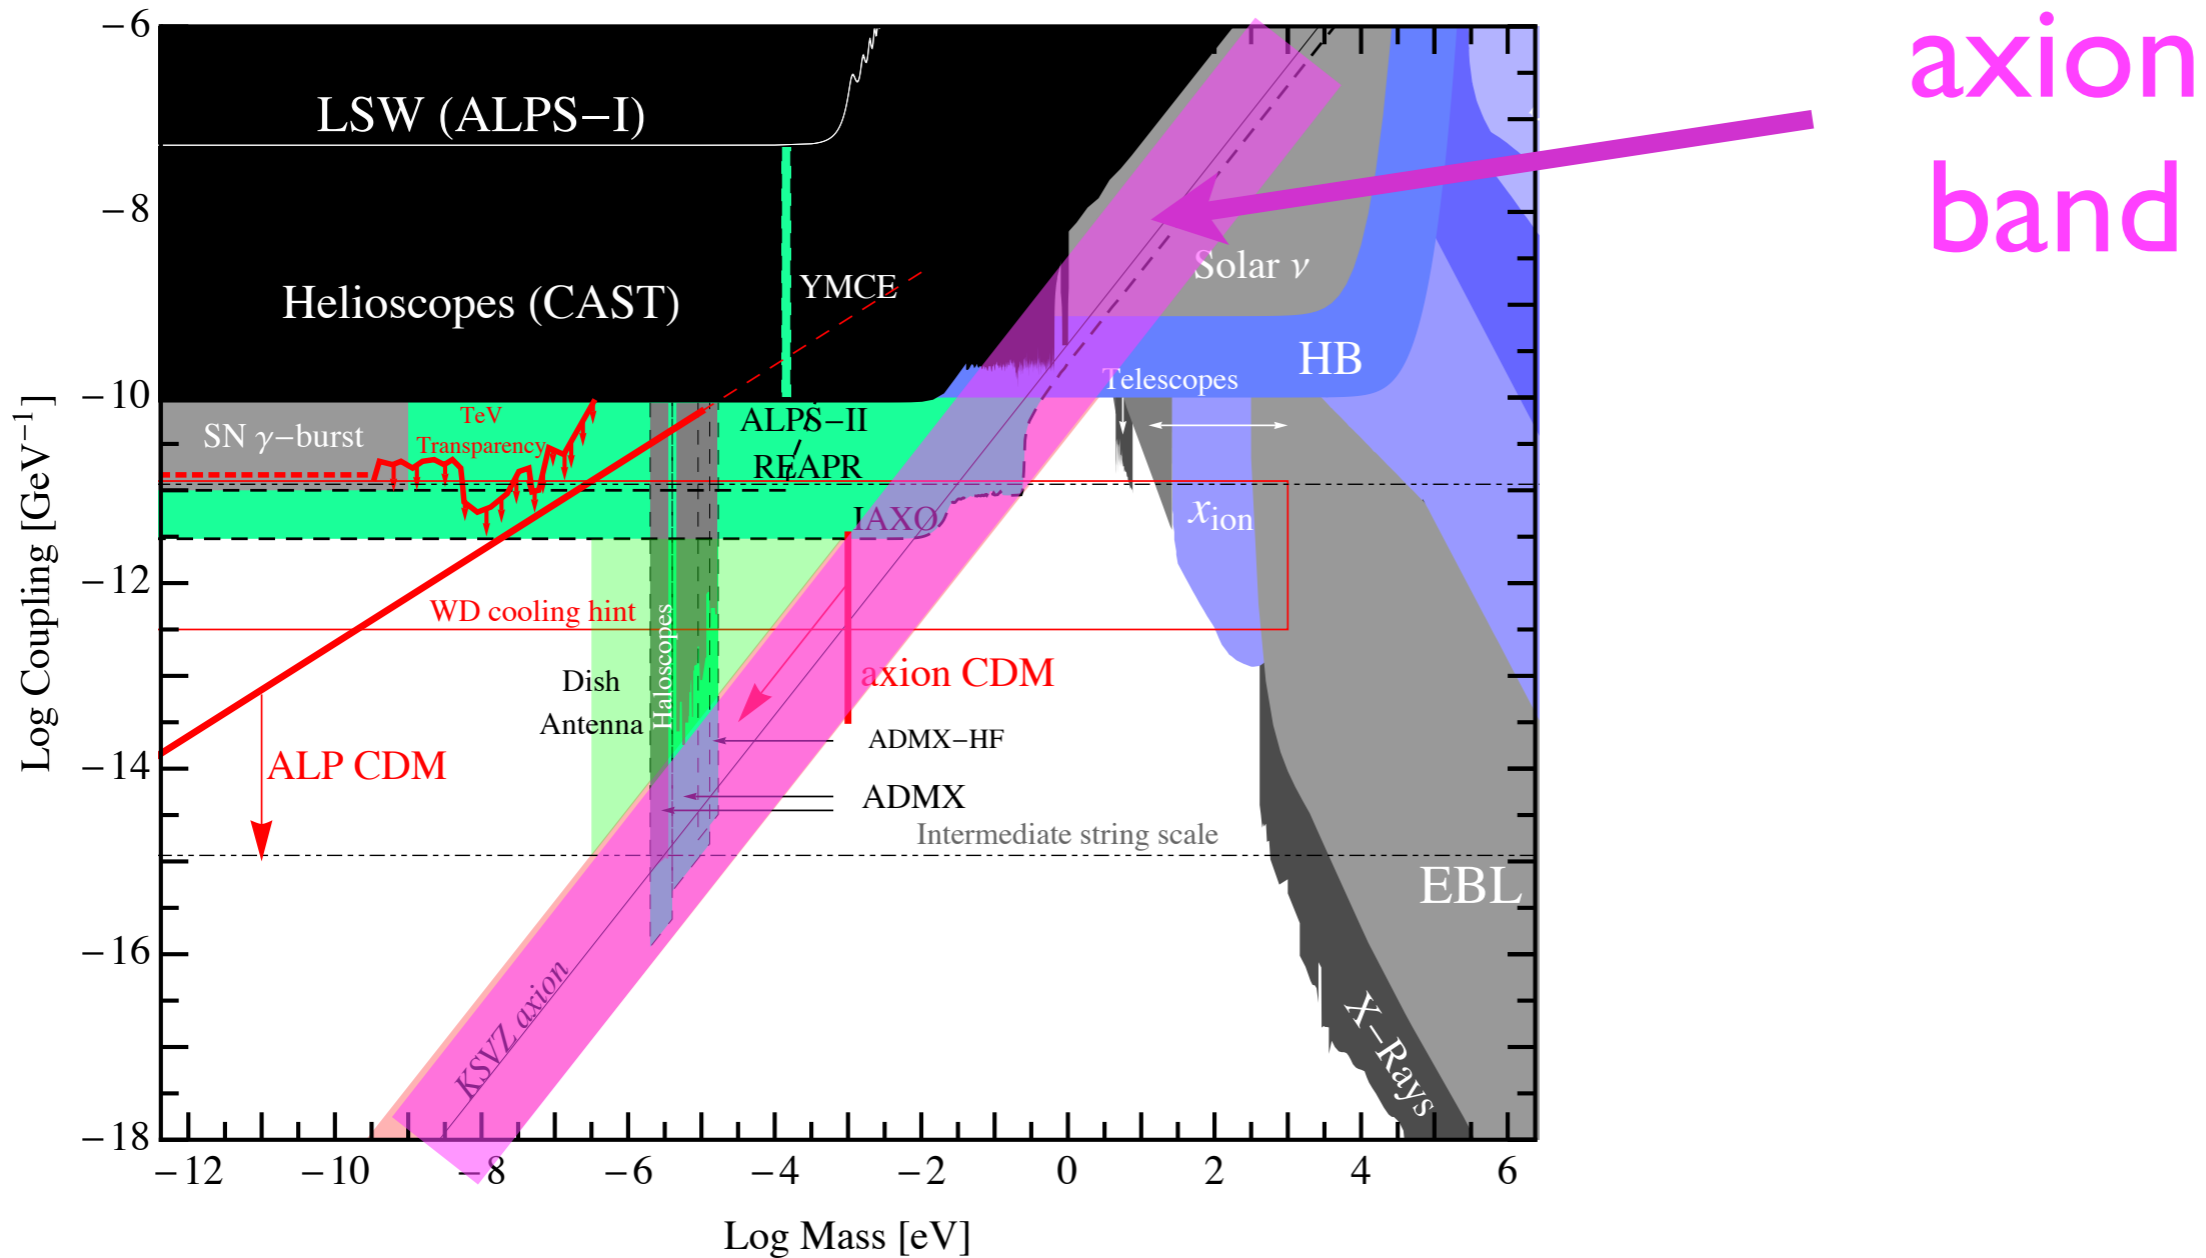 axion
band
−6
−8
−10
−12
−14
−16
−18
Log Coupling [GeV⁻¹]
LSW (ALPS−I)
Helioscopes (CAST)
YMCE
Solar ν
HB
Telescopes
SN γ−burst
TeV
Transparency
ALPS−II
REAPR
IAXO
x_ion
WD cooling hint
Haloscopes
Dish
Antenna
axion CDM
ADMX−HF
ADMX
ALP CDM
Intermediate string scale
EBL
KSVZ axion
X−Rays
−12 −10 −8 −6 −4 −2 0 2 4 6
Log Mass [eV]